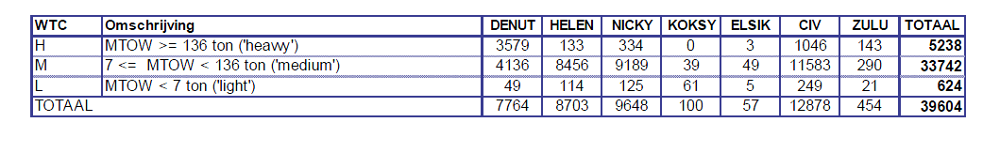 WTC Omschrijving DENUT HELEN NICKY KOKSY ELSIK CIV ZULU TOTAAL
H MTOW >= 136 ton ('heavy') 3579 133 334 0 3 1046 143 5238
M 7 <= MTOW < 136 ton ('medium') 4136 8456 9189 39 49 11583 290 33742
L MTOW < 7 ton ('light') 49 114 125 61 5 249 21 624
TOTAAL 7764 8703 9648 100 57 12878 454 39604